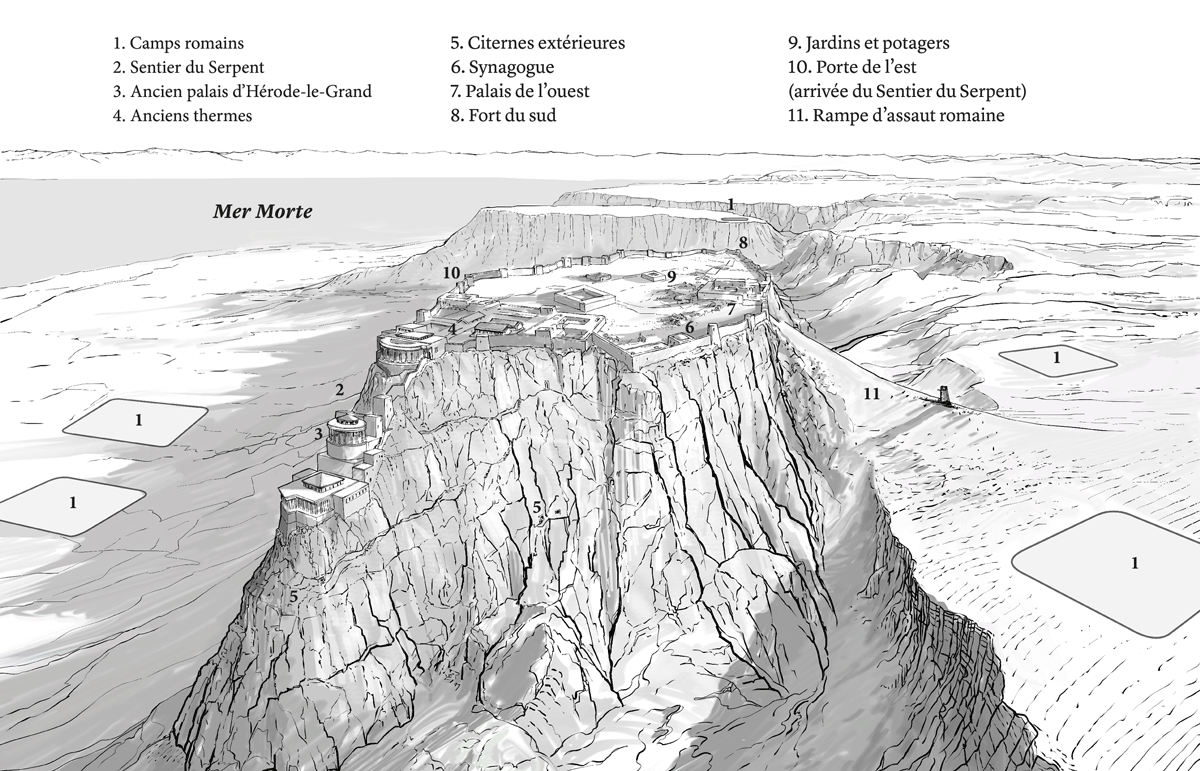 1. Camps romains
2. Sentier du Serpent
3. Ancien palais d’Hérode-le-Grand
4. Anciens thermes
5. Citernes extérieures
6. Synagogue
7. Palais de l’ouest
8. Fort du sud
9. Jardins et potagers
10. Porte de l’est
(arrivée du Sentier du Serpent)
11. Rampe d’assaut romaine
Mer Morte
1
8
10
9
7
4
6
1
2
11
1
3
1
5
1
5